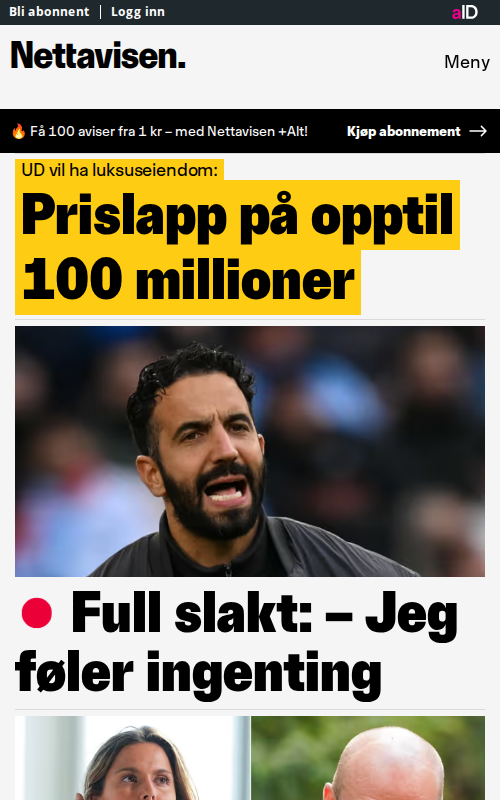 Bli abonnent | Logg inn
aID
Nettavisen.
Meny
🔥 Få 100 aviser fra 1 kr – med Nettavisen +Alt!
Kjøp abonnement →
UD vil ha luksuseiendom:
Prislapp på opptil
100 millioner
Full slakt: – Jeg
føler ingenting